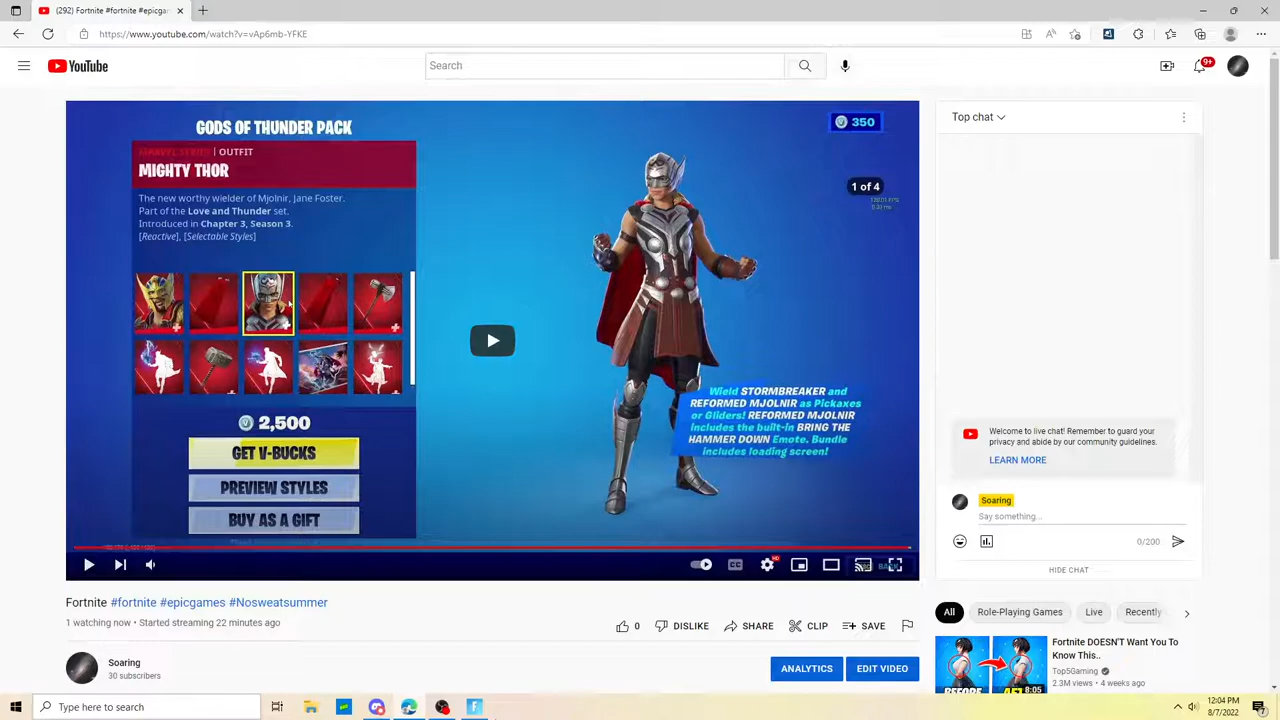 (292) Fortnite #fortnite #epicgam
https://www.youtube.com/watch?v=vAp6mb-YFKE
YouTube
Search
9+
GODS OF THUNDER PACK
350
MARVEL SERIES | OUTFIT
MIGHTY THOR
The new worthy wielder of Mjolnir, Jane Foster.
Part of the Love and Thunder set.
Introduced in Chapter 3, Season 3.
[Reactive], [Selectable Styles]
1 of 4
2,500
GET V-BUCKS
PREVIEW STYLES
BUY AS A GIFT
Wield STORMBREAKER and
REFORMED MJOLNIR as Pickaxes
or Gliders! REFORMED MJOLNIR
includes the built-in BRING THE
HAMMER DOWN Emote. Bundle
includes loading screen!
CC
HD
BACK
Top chat
Welcome to live chat! Remember to guard your
privacy and abide by our community guidelines.
LEARN MORE
Soaring
Say something...
0/200
HIDE CHAT
Fortnite #fortnite #epicgames #Nosweatsummer
1 watching now • Started streaming 22 minutes ago
0
DISLIKE
SHARE
CLIP
SAVE
Soaring
30 subscribers
ANALYTICS
EDIT VIDEO
All
Role-Playing Games
Live
Recently
Fortnite DOESN'T Want You To
Know This..
Top5Gaming
2.3M views • 4 weeks ago
BEFORE
8:05
Type here to search
12:04 PM
8/7/2022
7